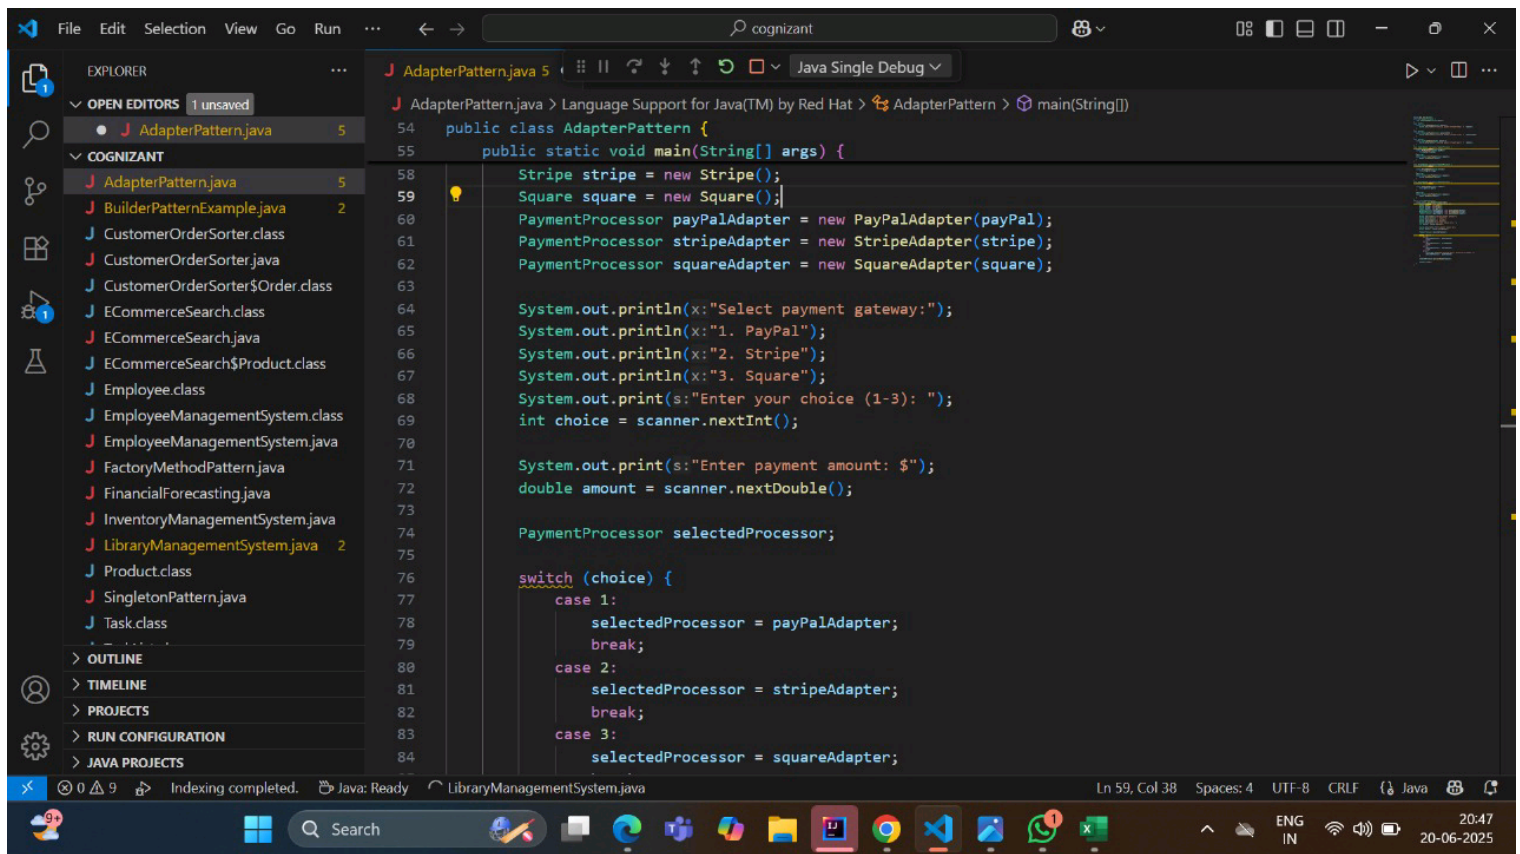 File Edit Selection View Go Run ··· cognizant
EXPLORER ···
OPEN EDITORS 1 unsaved
J AdapterPattern.java 5
COGNIZANT
J AdapterPattern.java 5
J BuilderPatternExample.java 2
J CustomerOrderSorter.class
J CustomerOrderSorter.java
J CustomerOrderSorter$Order.class
J ECommerceSearch.class
J ECommerceSearch.java
J ECommerceSearch$Product.class
J Employee.class
J EmployeeManagementSystem.class
J EmployeeManagementSystem.java
J FactoryMethodPattern.java
J FinancialForecasting.java
J InventoryManagementSystem.java
J LibraryManagementSystem.java 2
J Product.class
J SingletonPattern.java
J Task.class
OUTLINE
TIMELINE
PROJECTS
RUN CONFIGURATION
JAVA PROJECTS
1
1
J AdapterPattern.java 5 Java Single Debug
J AdapterPattern.java > Language Support for Java(TM) by Red Hat > AdapterPattern > main(String[])
54 public class AdapterPattern {
55 public static void main(String[] args) {
58 Stripe stripe = new Stripe();
59 Square square = new Square();
60 PaymentProcessor payPalAdapter = new PayPalAdapter(payPal);
61 PaymentProcessor stripeAdapter = new StripeAdapter(stripe);
62 PaymentProcessor squareAdapter = new SquareAdapter(square);
63
64 System.out.println(x:"Select payment gateway:");
65 System.out.println(x:"1. PayPal");
66 System.out.println(x:"2. Stripe");
67 System.out.println(x:"3. Square");
68 System.out.print(s:"Enter your choice (1-3): ");
69 int choice = scanner.nextInt();
70
71 System.out.print(s:"Enter payment amount: $");
72 double amount = scanner.nextDouble();
73
74 PaymentProcessor selectedProcessor;
75
76 switch (choice) {
77 case 1:
78 selectedProcessor = payPalAdapter;
79 break;
80 case 2:
81 selectedProcessor = stripeAdapter;
82 break;
83 case 3:
84 selectedProcessor = squareAdapter;
0 9 Indexing completed. Java: Ready LibraryManagementSystem.java Ln 59, Col 38 Spaces: 4 UTF-8 CRLF Java
9+ Search 1 ENG IN 20:47 20-06-2025